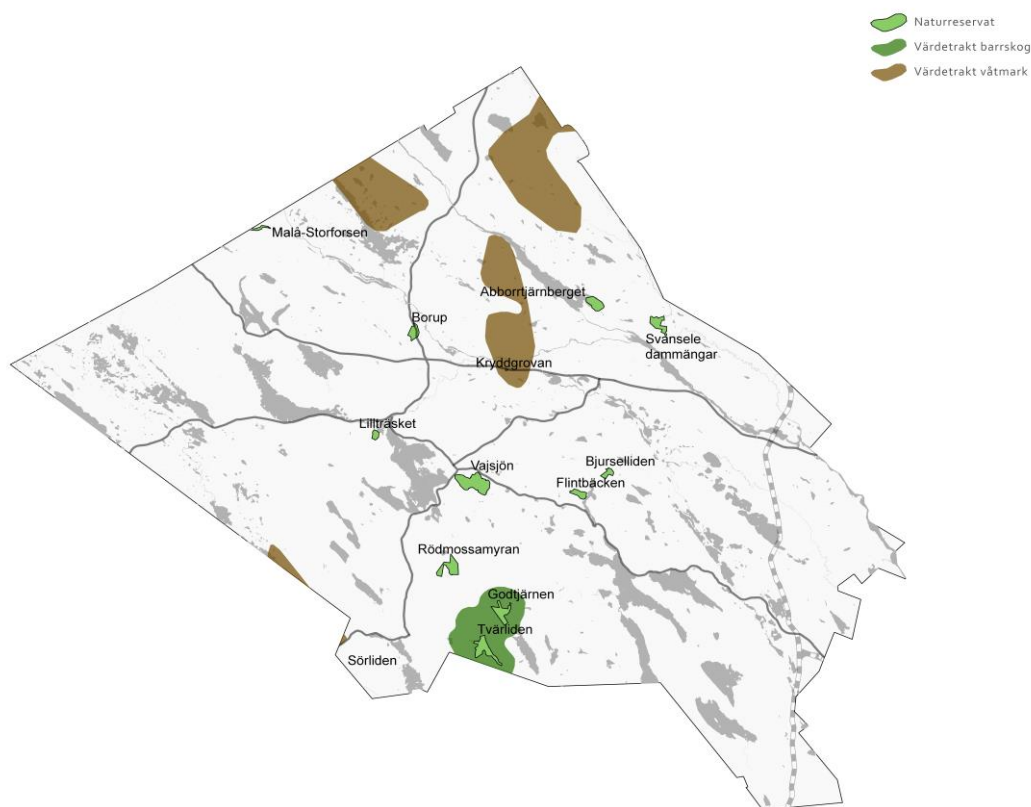 Naturreservat
Värdetrakt barrskog
Värdetrakt våtmark
Malå-Storforsen
Abborrtjärnberget
Borup
Svansele
dammängar
Kryddgrovan
Lillträsket
Vajsjön
Bjurselliden
Flintbäcken
Rödmossamyran
Godtjärnen
Tvärliden
Sörliden